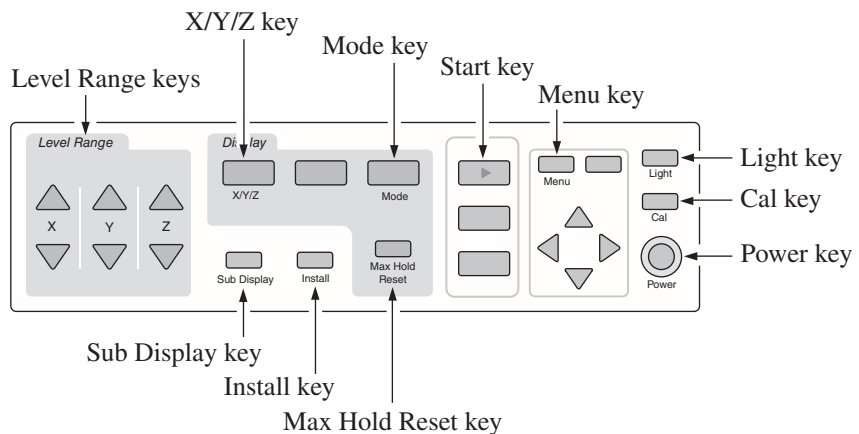 X/Y/Z key
Mode key
Start key
Level Range keys
Menu key
Level Range
Display
X/Y/Z
Mode
Menu
Light
Light key
Cal
Cal key
X
Y
Z
Sub Display
Install
Max Hold
Reset
Power
Power key
Sub Display key
Install key
Max Hold Reset key